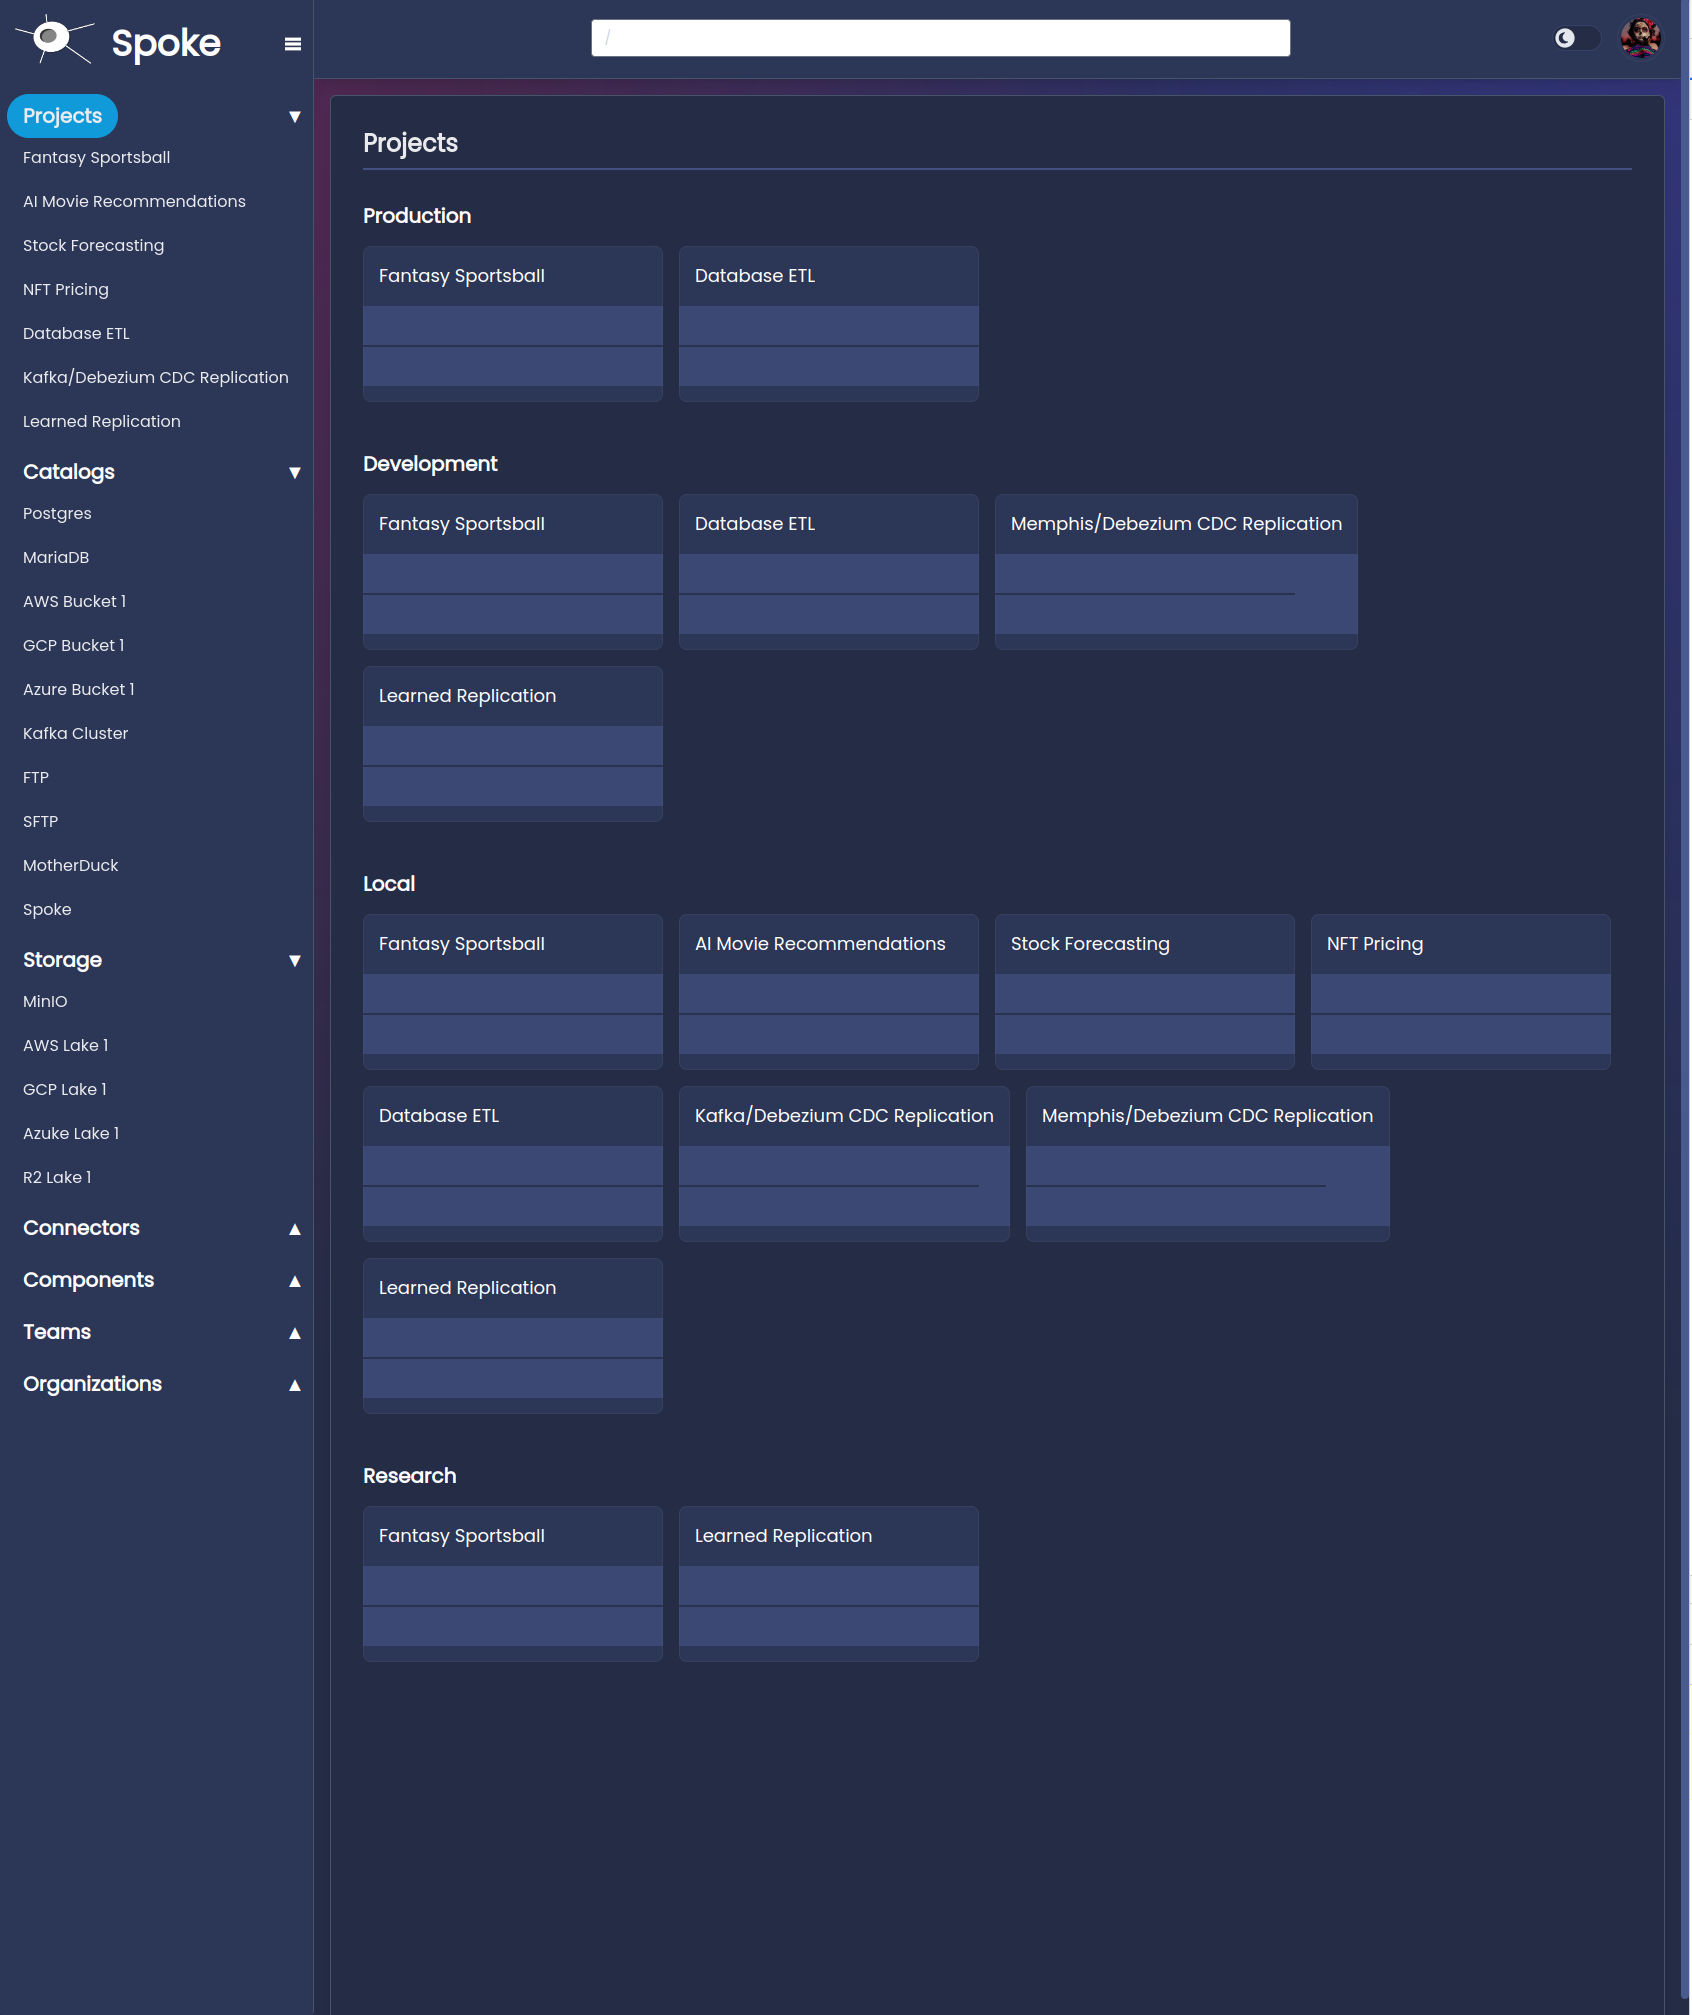 Spoke
/
Projects
▼
Fantasy Sportsball
AI Movie Recommendations
Stock Forecasting
NFT Pricing
Database ETL
Kafka/Debezium CDC Replication
Learned Replication
Catalogs
▼
Postgres
MariaDB
AWS Bucket 1
GCP Bucket 1
Azure Bucket 1
Kafka Cluster
FTP
SFTP
MotherDuck
Spoke
Storage
▼
MinIO
AWS Lake 1
GCP Lake 1
Azuke Lake 1
R2 Lake 1
Connectors
▲
Components
▲
Teams
▲
Organizations
▲
Projects
Production
Fantasy Sportsball
Database ETL
Development
Fantasy Sportsball
Database ETL
Memphis/Debezium CDC Replication
Learned Replication
Local
Fantasy Sportsball
AI Movie Recommendations
Stock Forecasting
NFT Pricing
Database ETL
Kafka/Debezium CDC Replication
Memphis/Debezium CDC Replication
Learned Replication
Research
Fantasy Sportsball
Learned Replication